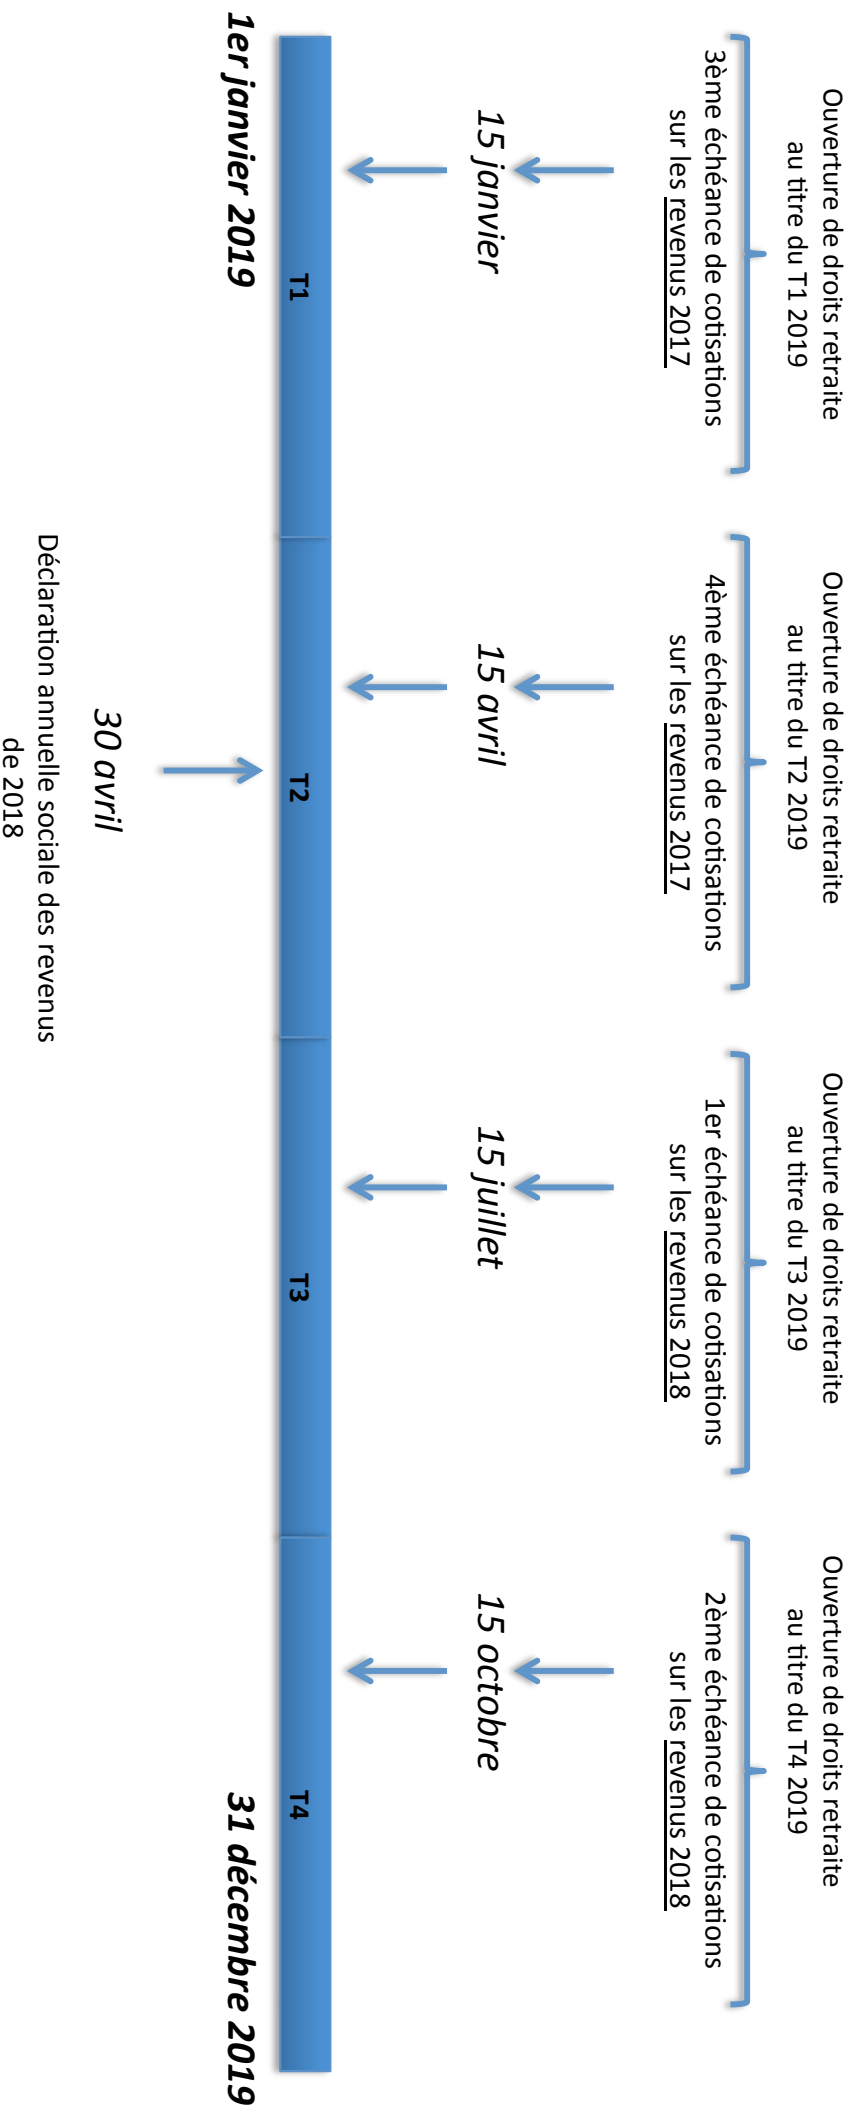 Ouverture de droits retraite
au titre du T1 2019
3ème échéance de cotisations
sur les revenus 2017
15 janvier
Ouverture de droits retraite
au titre du T2 2019
4ème échéance de cotisations
sur les revenus 2017
15 avril
Ouverture de droits retraite
au titre du T3 2019
1er échéance de cotisations
sur les revenus 2018
15 juillet
Ouverture de droits retraite
au titre du T4 2019
2ème échéance de cotisations
sur les revenus 2018
15 octobre
T1
T2
T3
T4
1er janvier 2019
31 décembre 2019
30 avril
Déclaration annuelle sociale des revenus
de 2018